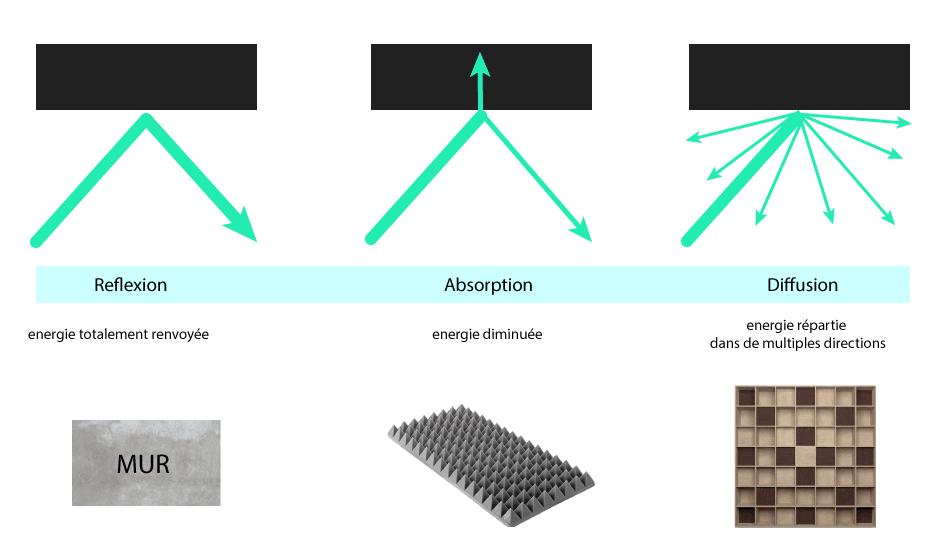 Reflexion
Absorption
Diffusion
energie totalement renvoyée
energie diminuée
energie répartie
dans de multiples directions
MUR